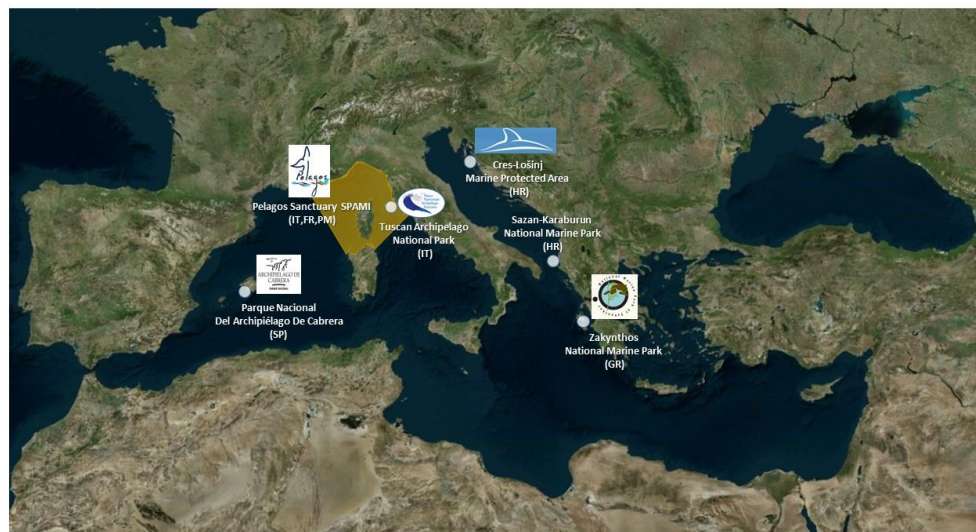 Pelagos
Pelagos Sanctuary SPAMI
(IT,FR,PM)
Tuscan Archipelago
National Park
(IT)
Cres-Lošinj
Marine Protected Area
(HR)
Sazan-Karaburun
National Marine Park
(HR)
ARCHIPIÉLAGO DE
CABRERA
Parque Nacional
Del Archipiélago De Cabrera
(SP)
Zakynthos
National Marine Park
(GR)